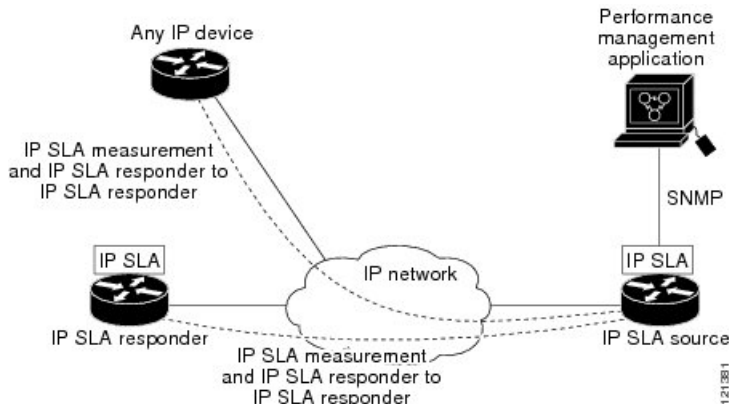 Any IP device
Performance
management
application
IP SLA measurement
and IP SLA responder to
IP SLA responder
SNMP
IP SLA
IP network
IP SLA
IP SLA responder
IP SLA source
IP SLA measurement
and IP SLA responder to
IP SLA responder
121381